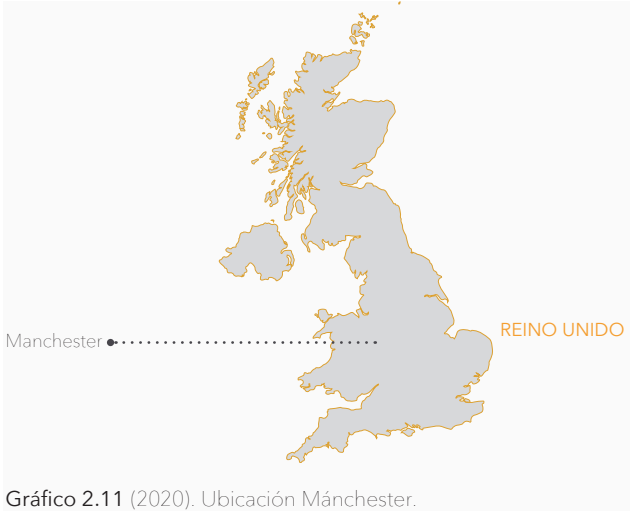 Manchester
REINO UNIDO
Gráfico 2.11 (2020). Ubicación Mánchester.